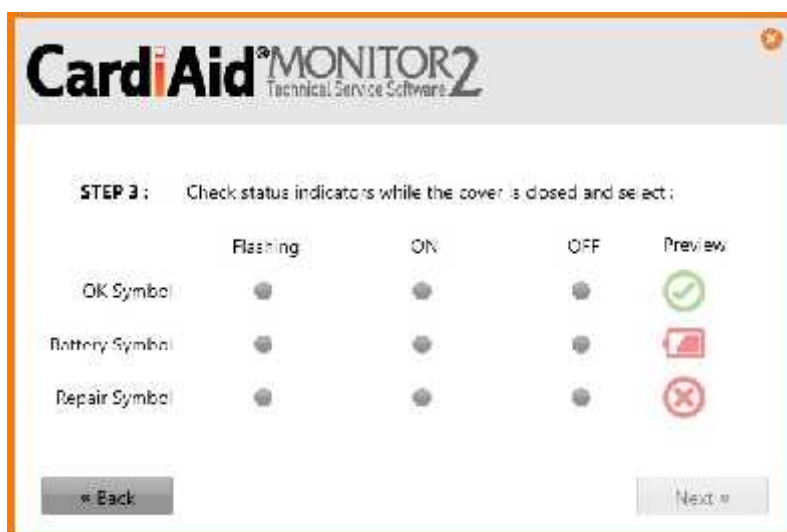 CardiAid® MONITOR2
Technical Service Software
STEP 3 : Check status indicators while the cover is closed and select :
Flashing ON OFF Preview
OK Symbol
Battery Symbol
Repair Symbol
« Back Next »